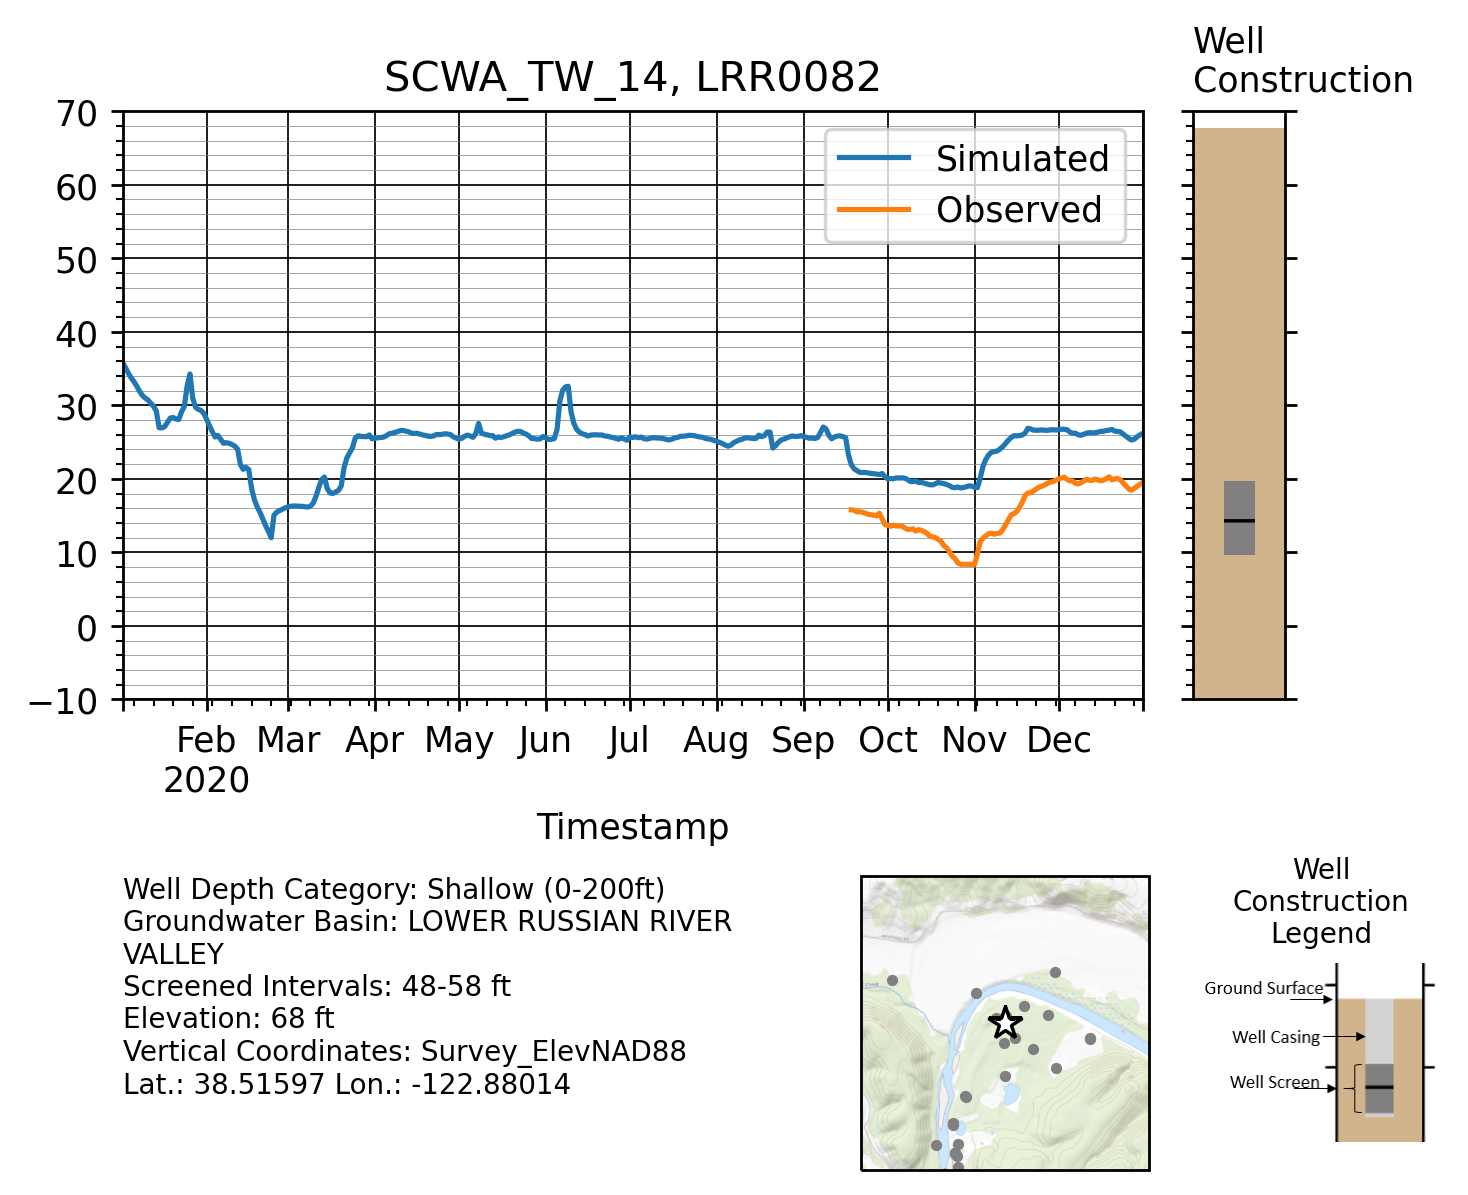 Well
Construction
SCWA_TW_14, LRR0082
70
60
50
40
30
20
10
0
−10
Simulated
Observed
Feb Mar Apr May Jun Jul Aug Sep Oct Nov Dec
2020
Timestamp
Well Depth Category: Shallow (0-200ft)
Groundwater Basin: LOWER RUSSIAN RIVER
VALLEY
Screened Intervals: 48-58 ft
Elevation: 68 ft
Vertical Coordinates: Survey_ElevNAD88
Lat.: 38.51597 Lon.: -122.88014
Well
Construction
Legend
Ground Surface
Well Casing
Well Screen